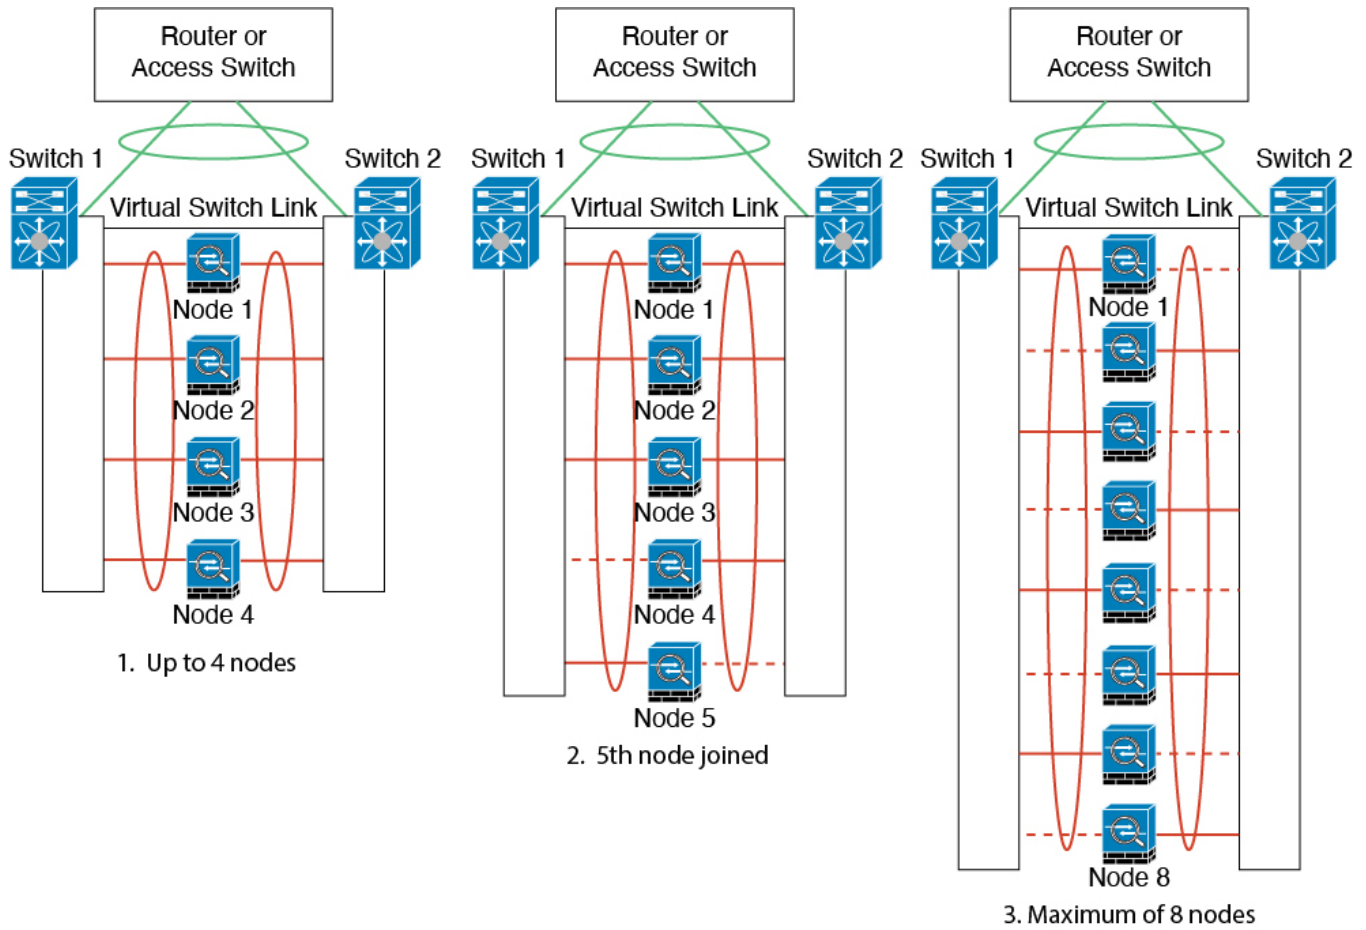 Router or
Access Switch
Switch 1
Switch 2
Virtual Switch Link
Node 1
Node 2
Node 3
Node 4
1. Up to 4 nodes
Router or
Access Switch
Switch 1
Switch 2
Virtual Switch Link
Node 1
Node 2
Node 3
Node 4
Node 5
2. 5th node joined
Router or
Access Switch
Switch 1
Switch 2
Virtual Switch Link
Node 1
Node 8
3. Maximum of 8 nodes